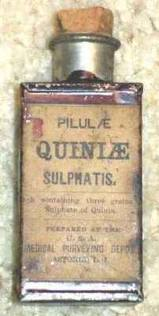 PILULÆ
QUINIÆ
SULPHATIS.
containing three grains
Sulphate of Quinia.
PREPARED AT THE
U. S. A.
MEDICAL PURVEYING DEPOT
ASTORIA, L. I.